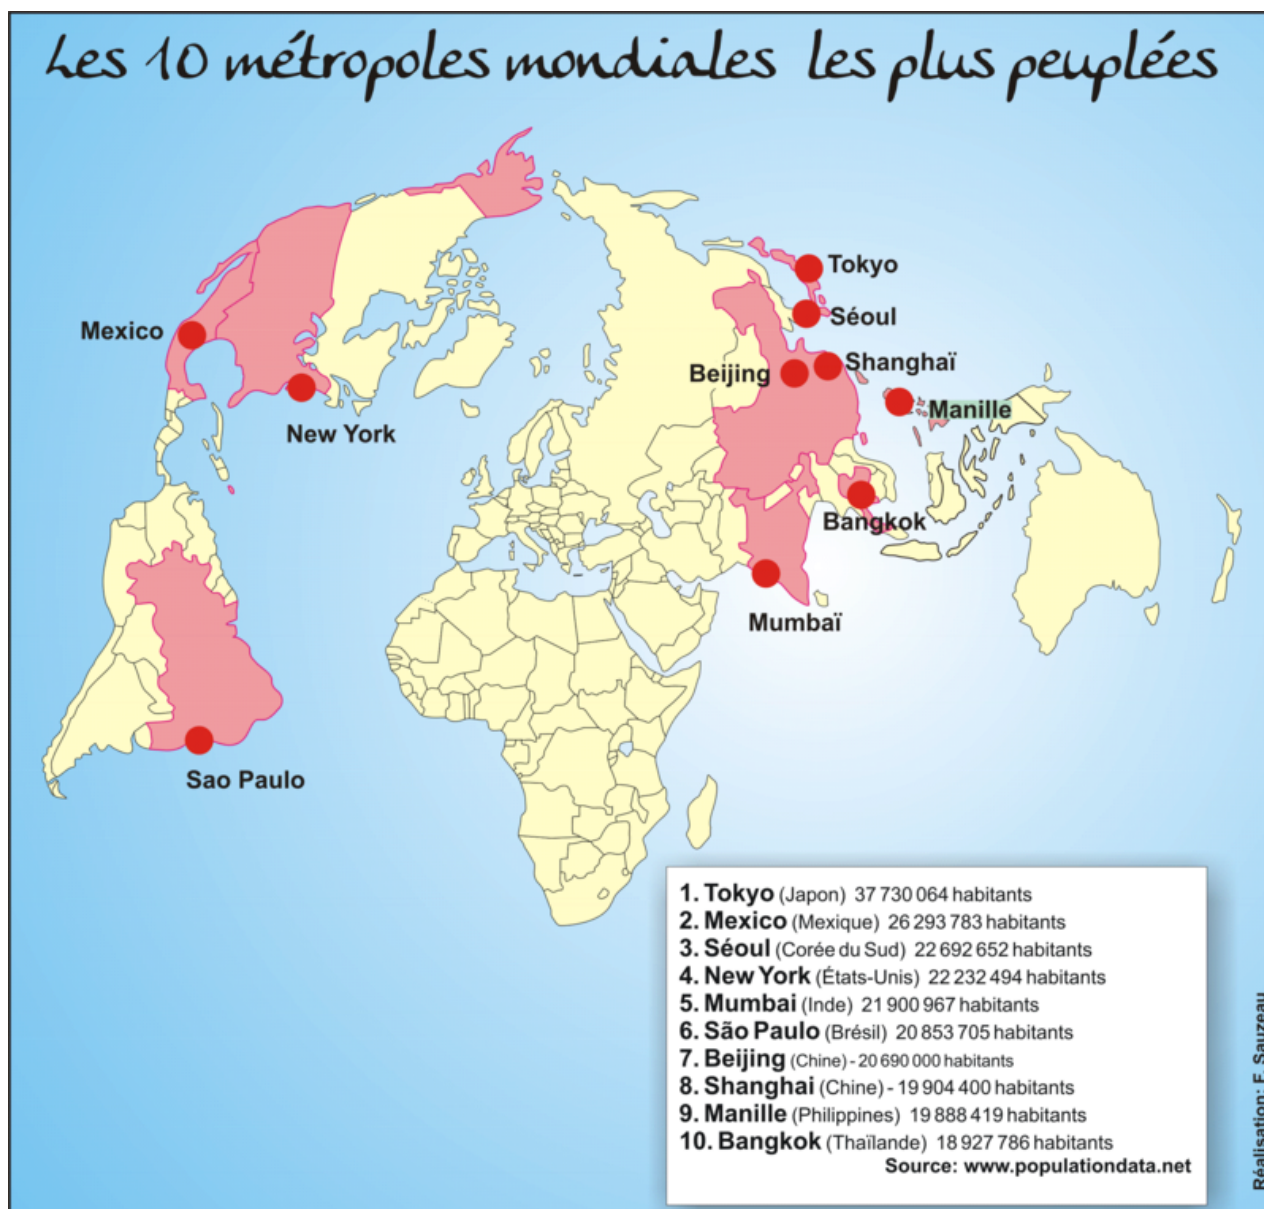 Les 10 métropoles mondiales les plus peuplées
Tokyo
Séoul
Mexico
Shanghaï
Beijing
Manille
New York
Bangkok
Mumbaï
Sao Paulo
1. Tokyo (Japon) 37 730 064 habitants
2. Mexico (Mexique) 26 293 783 habitants
3. Séoul (Corée du Sud) 22 692 652 habitants
4. New York (États-Unis) 22 232 494 habitants
5. Mumbai (Inde) 21 900 967 habitants
6. São Paulo (Brésil) 20 853 705 habitants
7. Beijing (Chine) - 20 690 000 habitants
8. Shanghai (Chine) - 19 904 400 habitants
9. Manille (Philippines) 19 888 419 habitants
10. Bangkok (Thaïlande) 18 927 786 habitants
Source: www.populationdata.net
Réalisation: F. Sauzeau